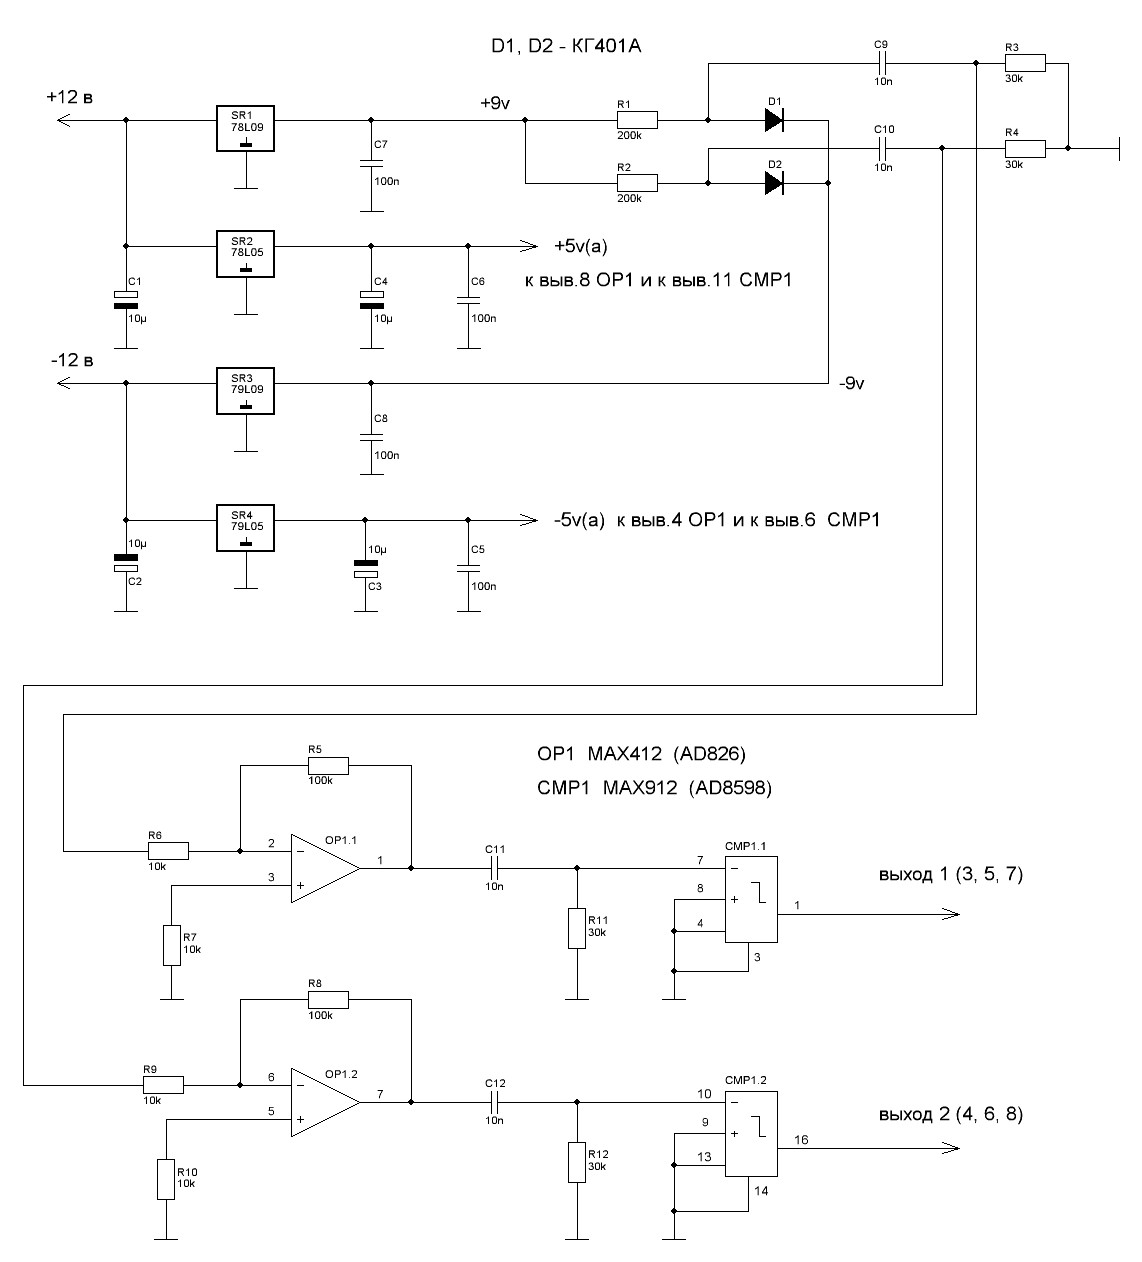 D1, D2 - КГ401А
C9
10n
R3
30k
+12 в
SR1
78L09
+9v
R1
200k
D1
C7
100n
C10
10n
R4
30k
R2
200k
D2
SR2
78L05
+5v(a)
к выв.8 OP1 и к выв.11 CMP1
C1
10µ
C4
10µ
C6
100n
-12 в
SR3
79L09
-9v
C8
100n
SR4
79L05
-5v(a) к выв.4 OP1 и к выв.6 CMP1
10µ
C2
10µ
C3
C5
100n
OP1 MAX412 (AD826)
CMP1 MAX912 (AD8598)
R5
100k
R6
10k
2
3
OP1.1
1
−
+
R7
10k
C11
10n
R11
30k
CMP1.1
7
8
4
3
1
−
+
выход 1 (3, 5, 7)
R8
100k
R9
10k
6
5
OP1.2
7
−
+
R10
10k
C12
10n
R12
30k
CMP1.2
10
9
13
14
16
−
+
выход 2 (4, 6, 8)